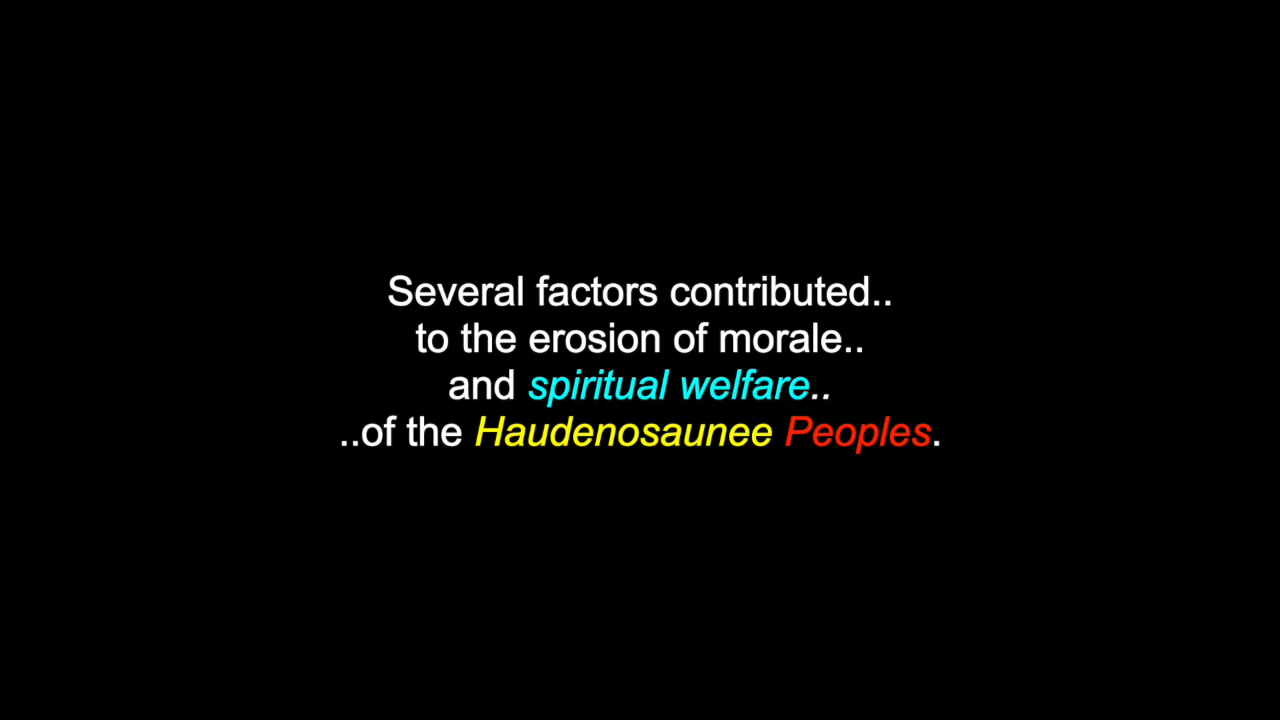 Several factors contributed..
to the erosion of morale..
and spiritual welfare..
..of the Haudenosaunee Peoples.